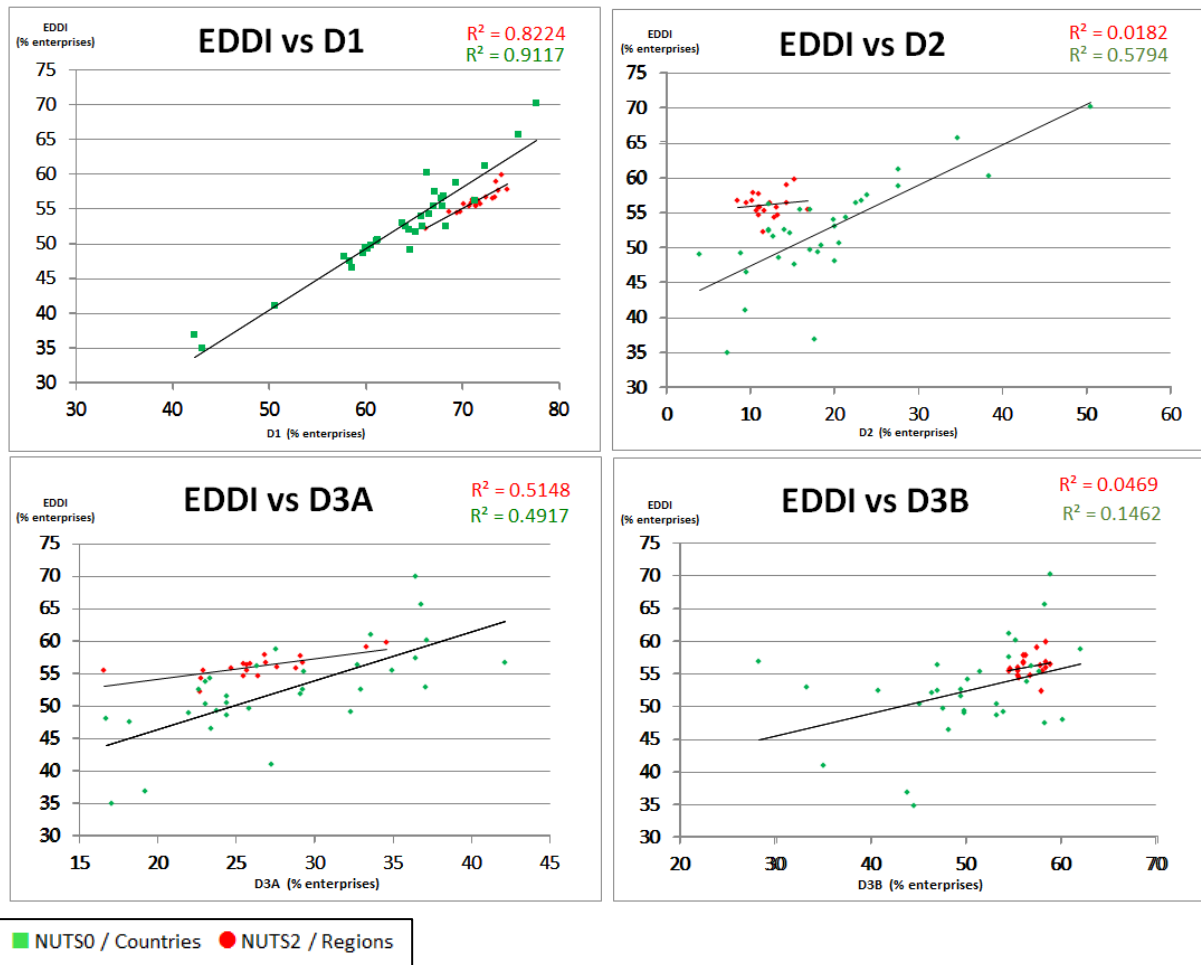 EDDI
(% enterprises)
EDDI vs D1
R² = 0.8224
R² = 0.9117
75
70
65
60
55
50
45
40
35
30
30 40 50 60 70 80
D1 (% enterprises)
EDDI
(% enterprises)
EDDI vs D2
R² = 0.0182
R² = 0.5794
75
70
65
60
55
50
45
40
35
30
0 10 20 30 40 50 60
D2 (% enterprises)
EDDI
(% enterprises)
EDDI vs D3A
R² = 0.5148
R² = 0.4917
75
70
65
60
55
50
45
40
35
30
15 20 25 30 35 40 45
D3A (% enterprises)
EDDI
(% enterprises)
EDDI vs D3B
R² = 0.0469
R² = 0.1462
75
70
65
60
55
50
45
40
35
30
20 30 40 50 60 70
D3B (% enterprises)
NUTS0 / Countries NUTS2 / Regions